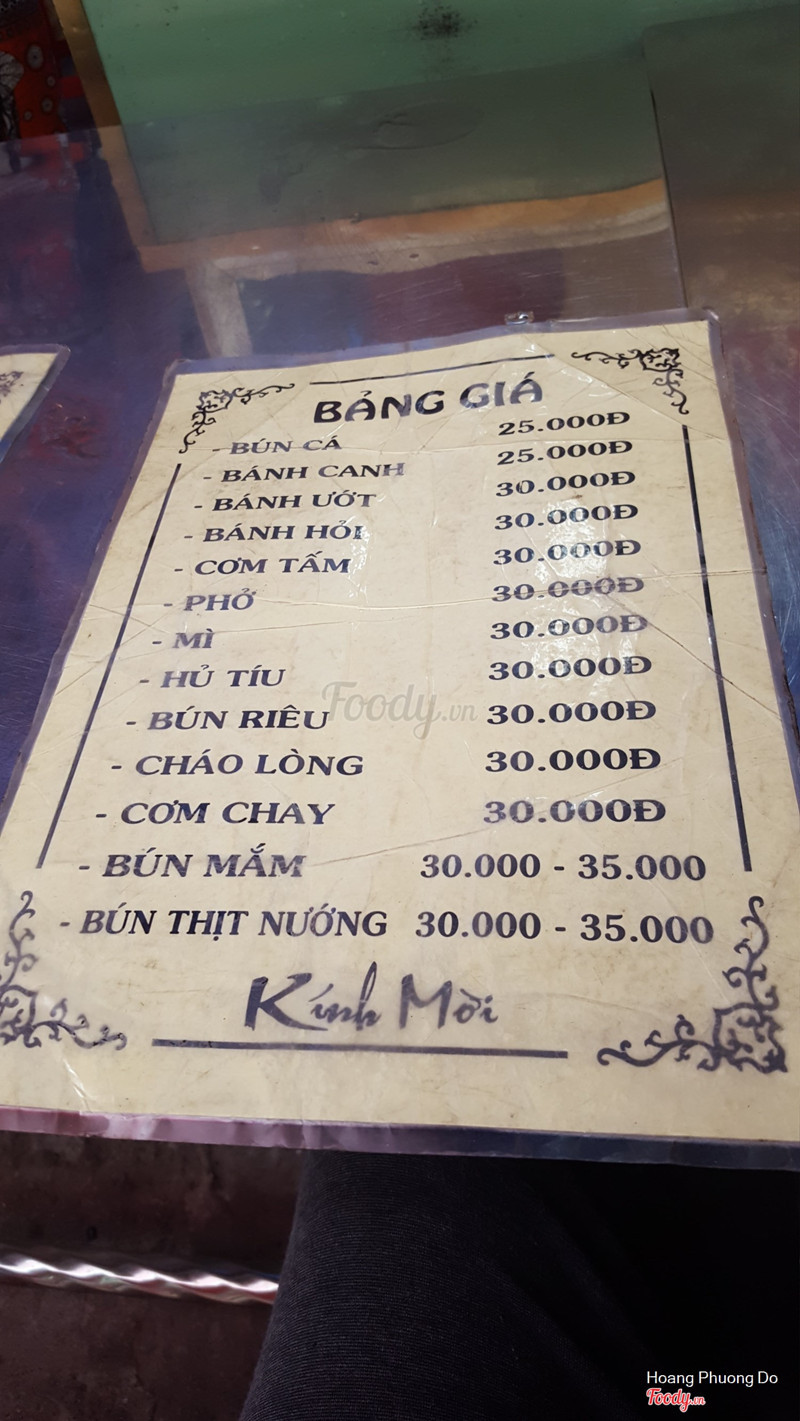 BẢNG GIÁ
- BÚN CÁ 25.000Đ
- BÁNH CANH 25.000Đ
- BÁNH ƯỚT 30.000Đ
- BÁNH HỎI 30.000Đ
- CƠM TẤM 30.000Đ
- PHỞ 30.000Đ
- MÌ 30.000Đ
- HỦ TÍU 30.000Đ
- BÚN RIÊU 30.000Đ
- CHÁO LÒNG 30.000Đ
- CƠM CHAY 30.000Đ
- BÚN MẮM 30.000 - 35.000
- BÚN THỊT NƯỚNG 30.000 - 35.000
Kính Mời
Foody.vn
Hoang Phuong Do
Foody.vn